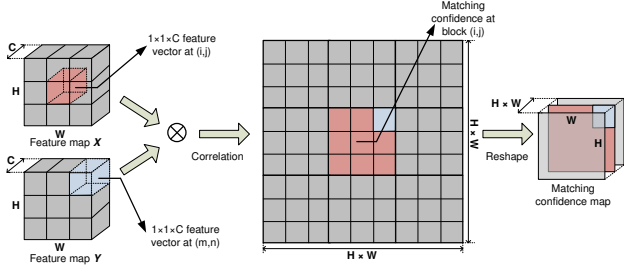 C
H
W
Feature map X
1×1×C feature
vector at (i,j)
C
H
W
Feature map Y
1×1×C feature
vector at (m,n)
Correlation
Matching
confidence at
block (i,j)
H × W
H × W
Reshape
H × W
W
H
Matching
confidence map